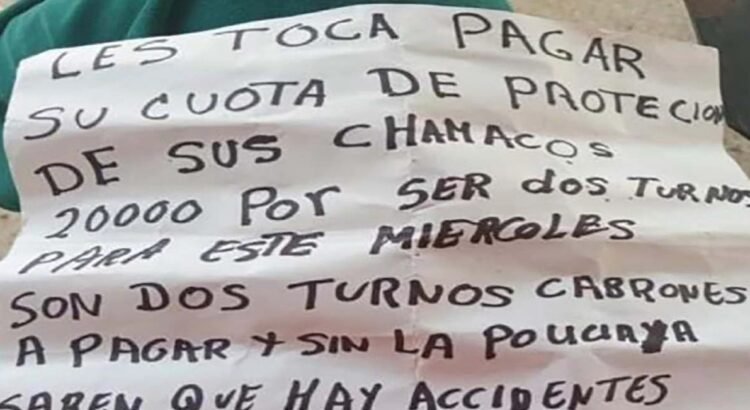 LES TOCA PAGAR
SU CUOTA DE PROTECION
DE SUS CHAMACOS
20000 POR SER dOS TURNOS
PARA ESTE MIERCOLES
SON DOS TURNOS CABRONES
A PAGAR Y SIN LA POLICIA YA
SABEN QUE HAY ACCIDENTES